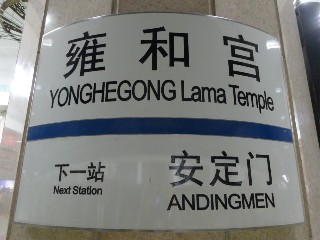 雍和宫
YONGHEGONG Lama Temple
下一站
Next Station
安定门
ANDINGMEN